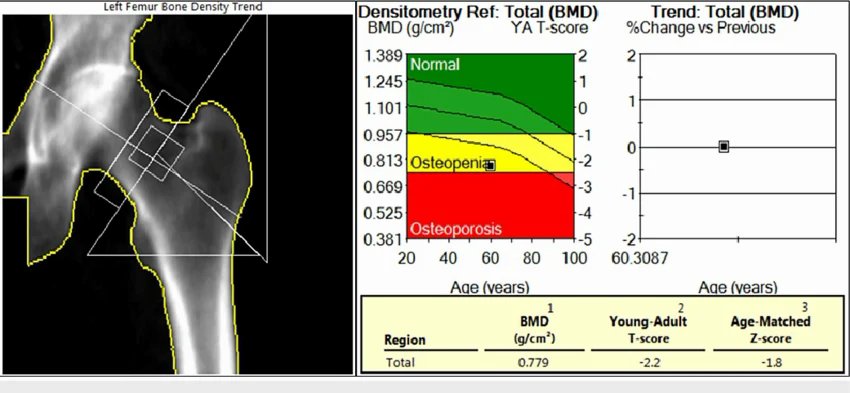 Left Femur Bone Density Trend
Densitometry Ref: Total (BMD)
BMD (g/cm²) YA T-score
1.389 2
1.245 1
1.101 0
0.957 -1
0.813 -2
0.669 -3
0.525 -4
0.381 -5
Normal
Osteopenia
Osteoporosis
20 40 60 80 100
Age (years)
Trend: Total (BMD)
%Change vs Previous
2
1
0
-1
-2
60.3087
Age (years)
1 2 3
BMD Young-Adult Age-Matched
Region (g/cm²) T-score Z-score
Total 0.779 -2.2 -1.8